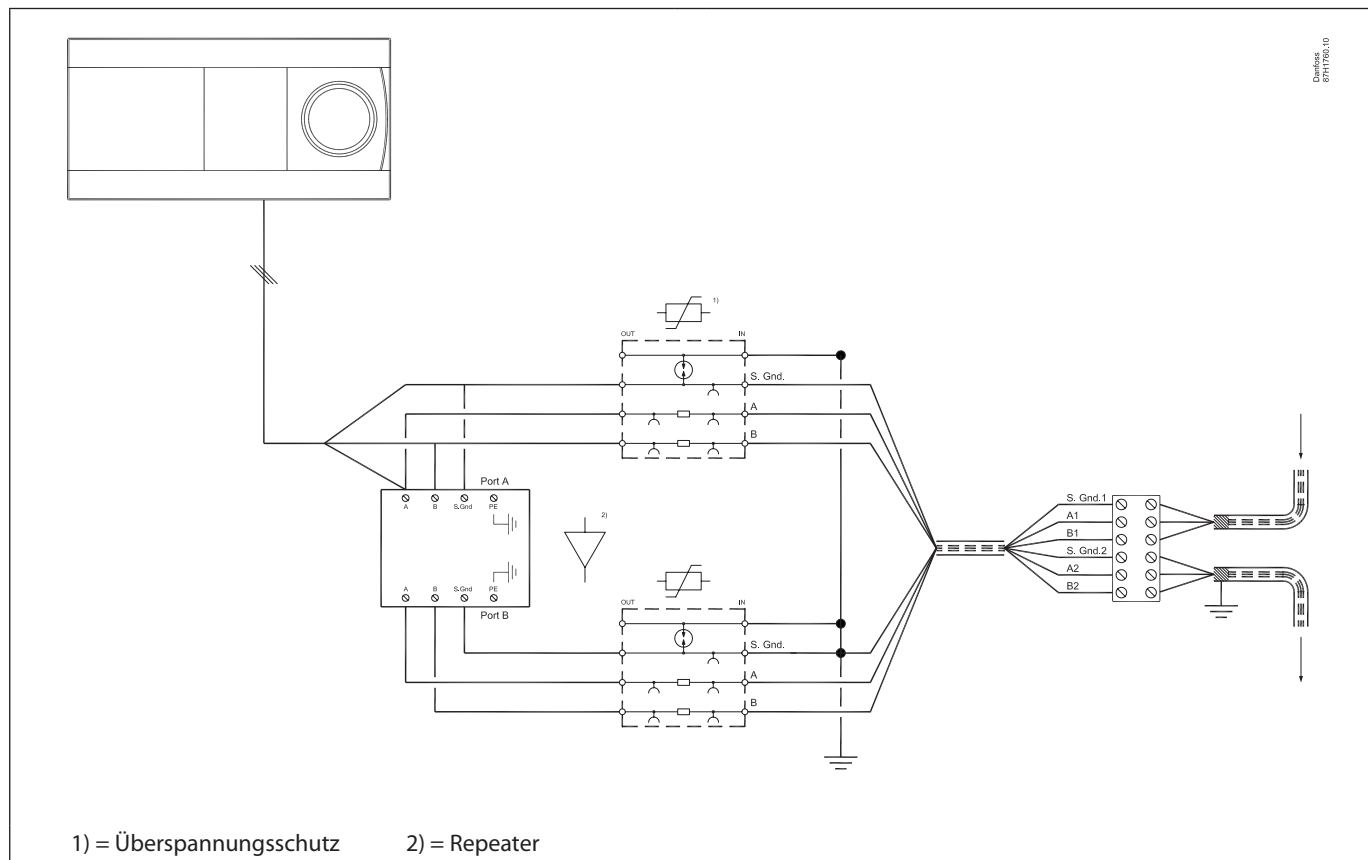 Danfoss
87H1760.10
1)
OUT IN
S. Gnd.
A
B
Port A
A B S.Gnd PE
2)
A B S.Gnd PE
Port B
OUT IN
S. Gnd.
A
B
S. Gnd.1
A1
B1
S. Gnd.2
A2
B2
1) = Überspannungsschutz 2) = Repeater